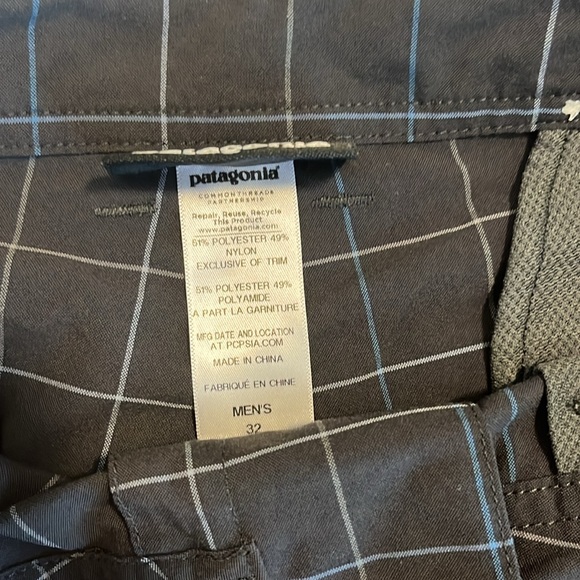 patagonia®
COMMONTHREADS
PARTNERSHIP
Repair, Reuse, Recycle
This Product
www.patagonia.com
51% POLYESTER 49%
NYLON
EXCLUSIVE OF TRIM
51% POLYESTER 49%
POLYAMIDE
A PART LA GARNITURE
MFG DATE AND LOCATION
AT PCPSIA.COM
MADE IN CHINA
FABRIQUÉ EN CHINE
MEN'S
32